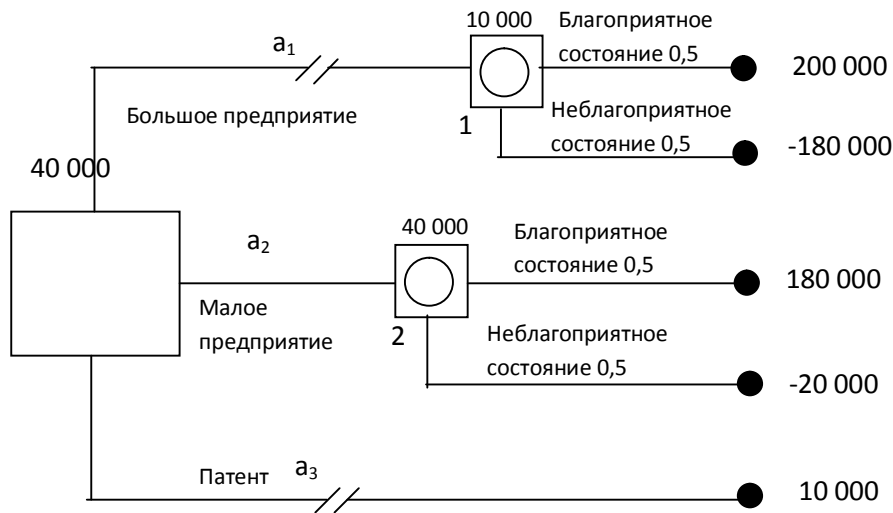 10 000
Благоприятное
состояние 0,5
a₁
200 000
Большое предприятие
1
Неблагоприятное
состояние 0,5
-180 000
40 000
40 000
Благоприятное
состояние 0,5
a₂
180 000
Малое
предприятие
2
Неблагоприятное
состояние 0,5
-20 000
Патент
a₃
10 000